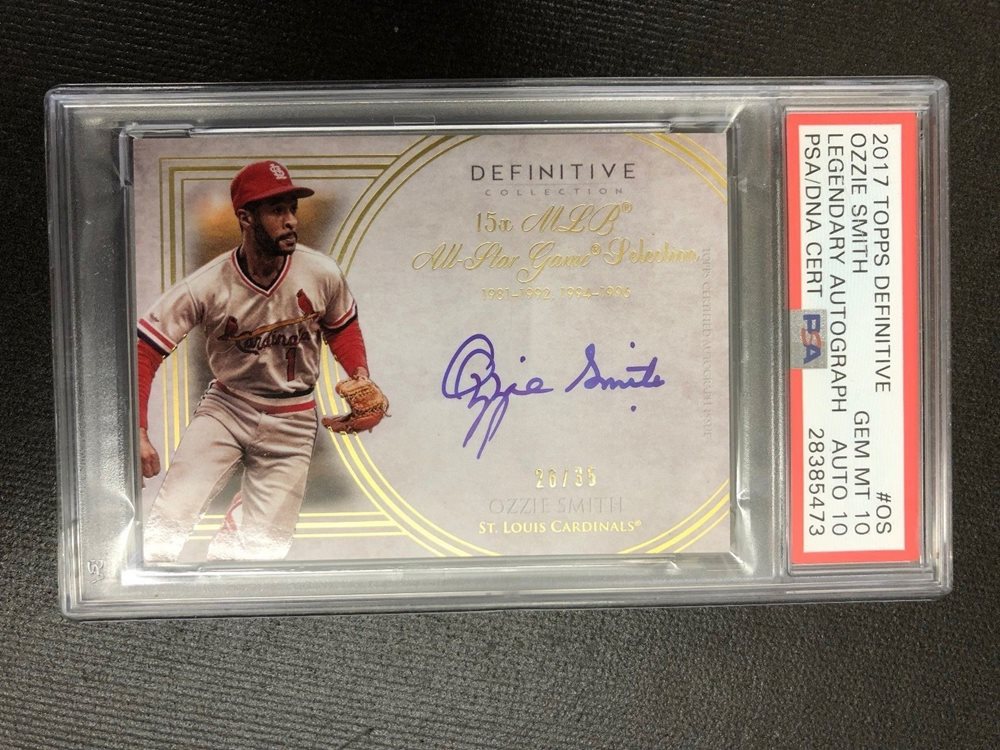 DEFINITIVE
COLLECTION
15x MLB®
All-Star Game® Selection
1981–1992, 1994–1996
Ozzie Smith
26/35
OZZIE SMITH
ST. LOUIS CARDINALS®
Cardinals
1
2017 TOPPS DEFINITIVE #OS
OZZIE SMITH GEM MT 10
LEGENDARY AUTOGRAPH AUTO 10
PSA/DNA CERT PSA 28385473